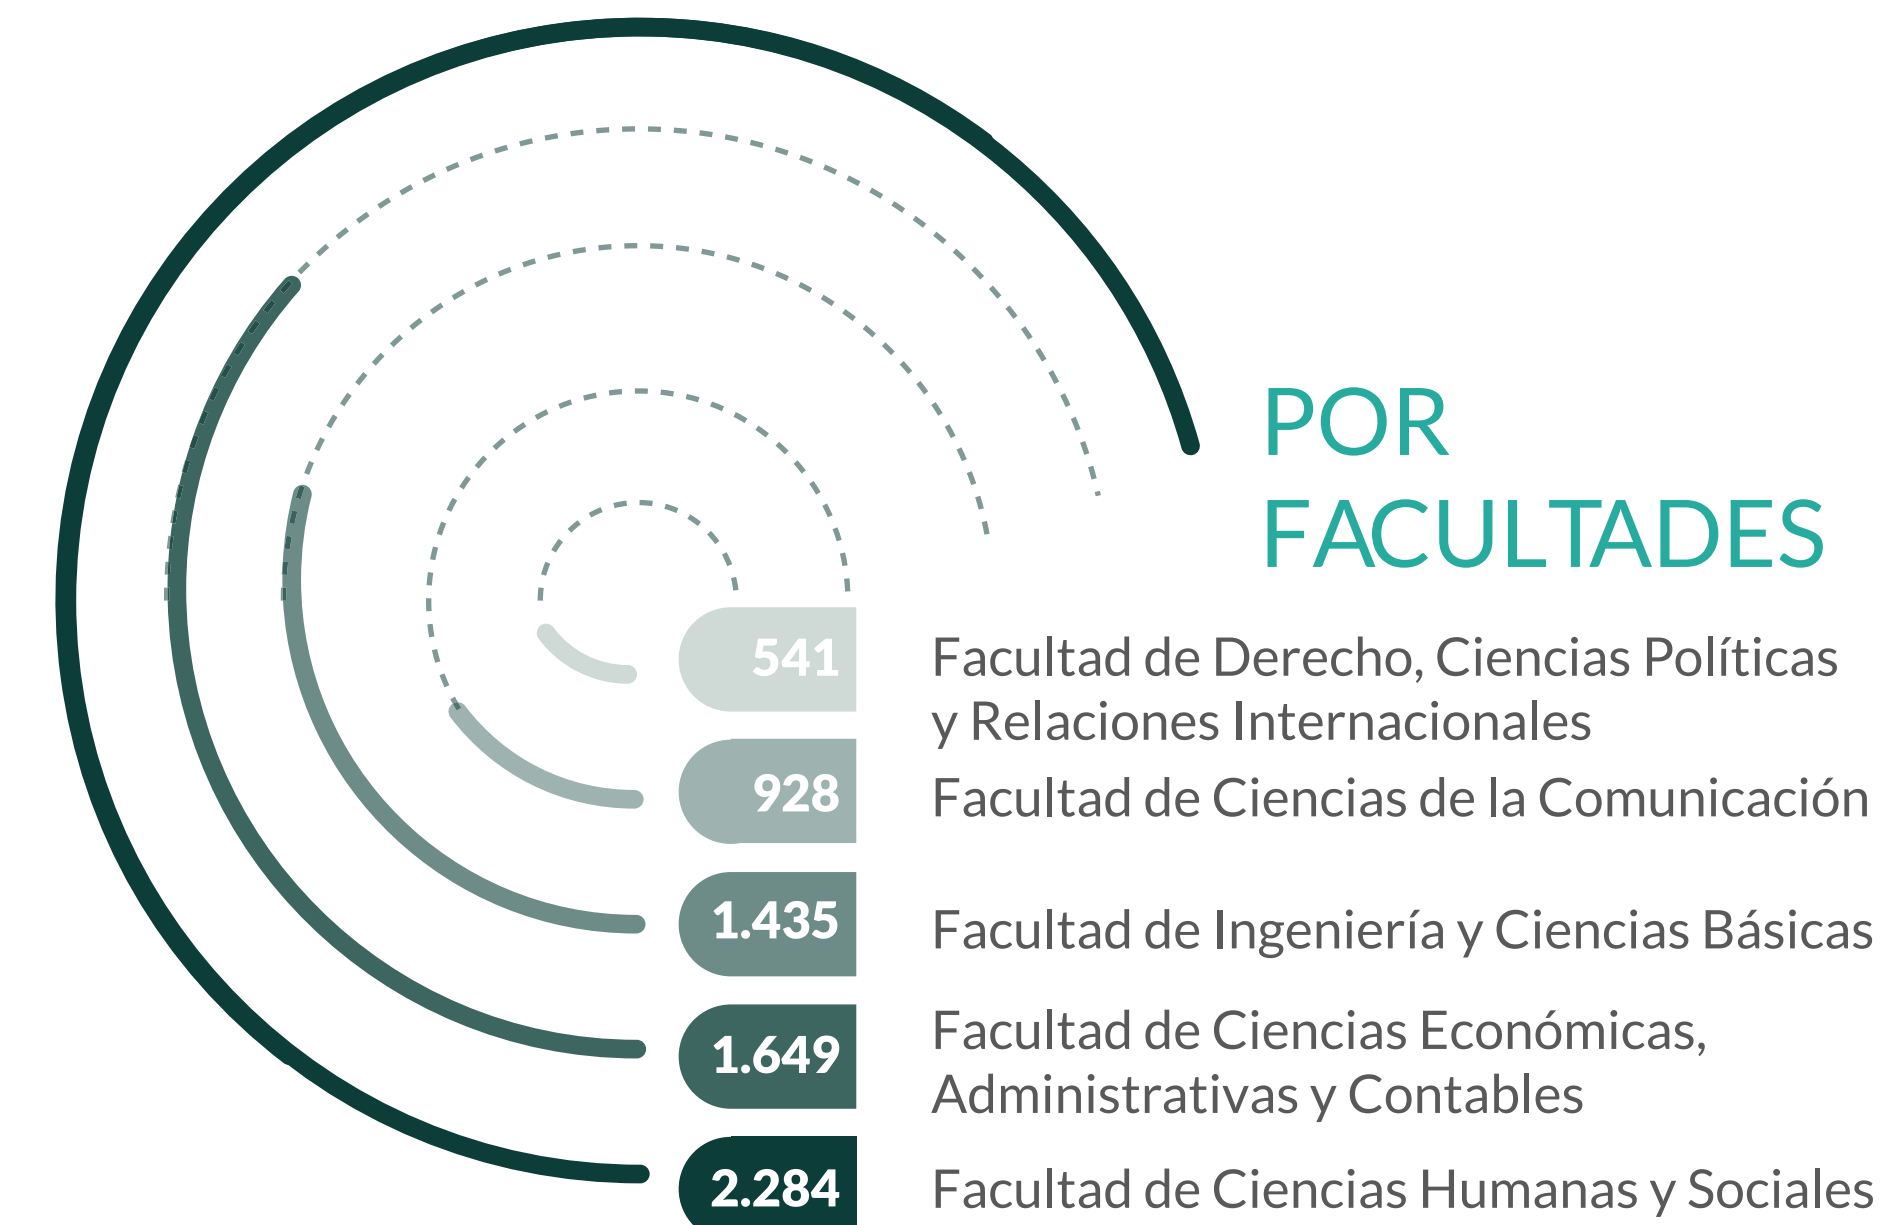 POR
FACULTADES
541
Facultad de Derecho, Ciencias Políticas
y Relaciones Internacionales
928
Facultad de Ciencias de la Comunicación
1.435
Facultad de Ingeniería y Ciencias Básicas
1.649
Facultad de Ciencias Económicas,
Administrativas y Contables
2.284
Facultad de Ciencias Humanas y Sociales